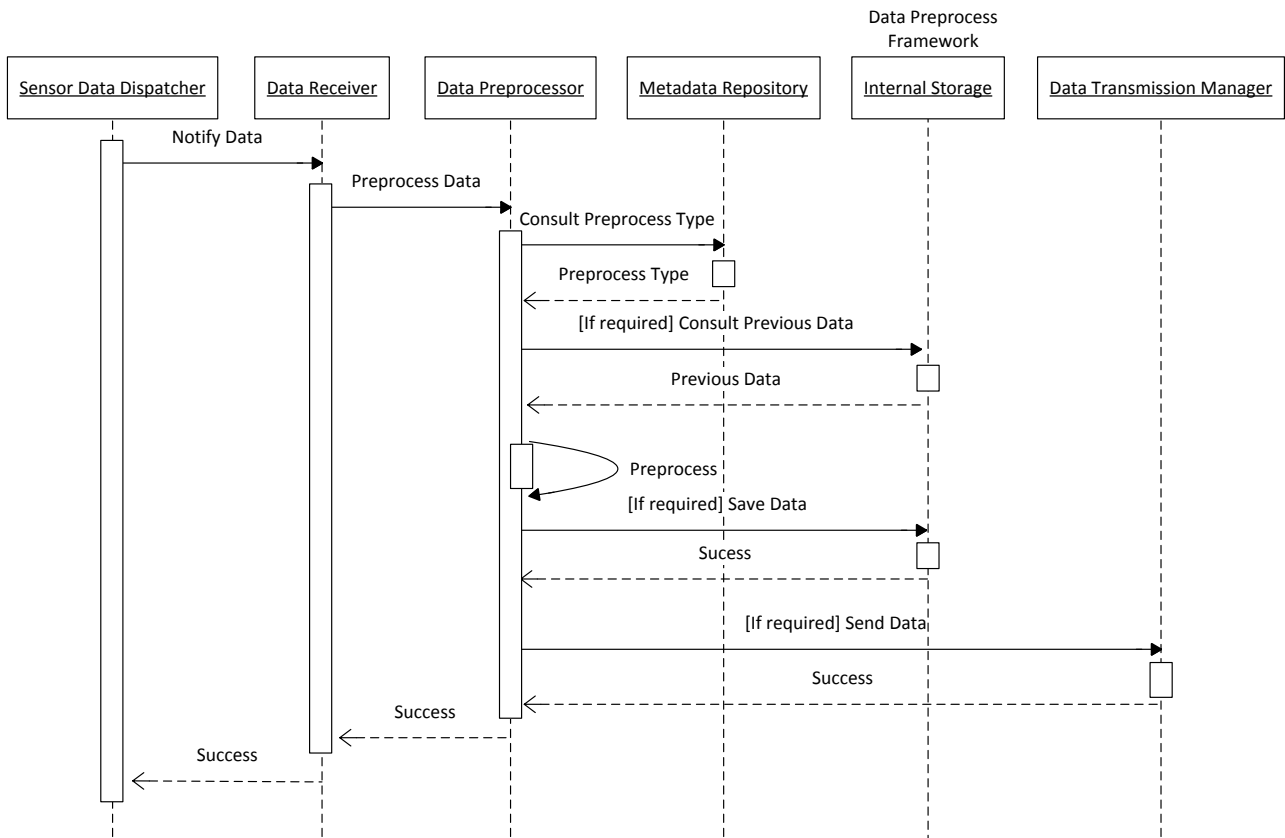 Data Preprocess
Framework
Sensor Data Dispatcher
Data Receiver
Data Preprocessor
Metadata Repository
Internal Storage
Data Transmission Manager
Notify Data
Preprocess Data
Consult Preprocess Type
Preprocess Type
[If required] Consult Previous Data
Previous Data
Preprocess
[If required] Save Data
Sucess
[If required] Send Data
Success
Success
Success